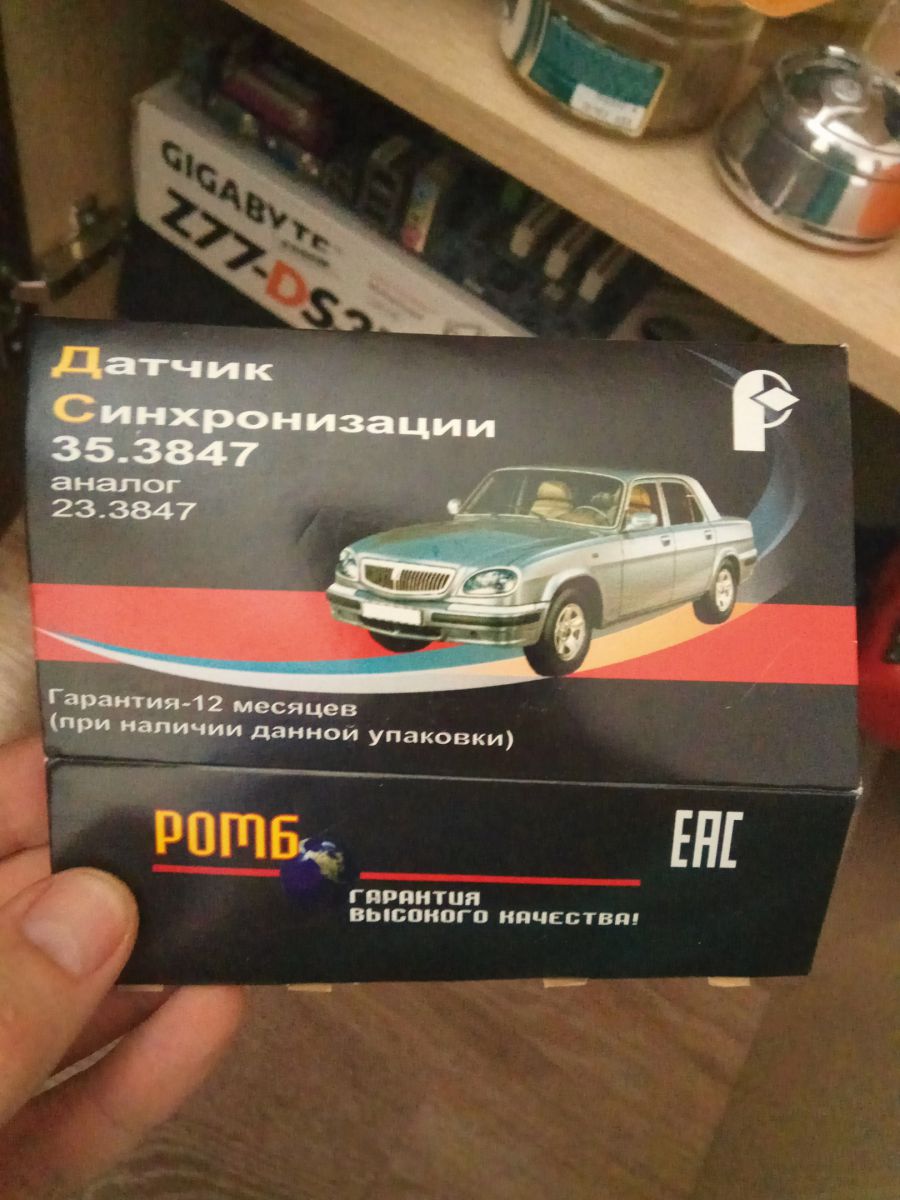 GIGABYTE
Z77-DS3
Датчик
Синхронизации
35.3847
аналог
23.3847
Гарантия-12 месяцев
(при наличии данной упаковки)
РОМБ
ЕАС
ГАРАНТИЯ
ВЫСОКОГО КАЧЕСТВА!